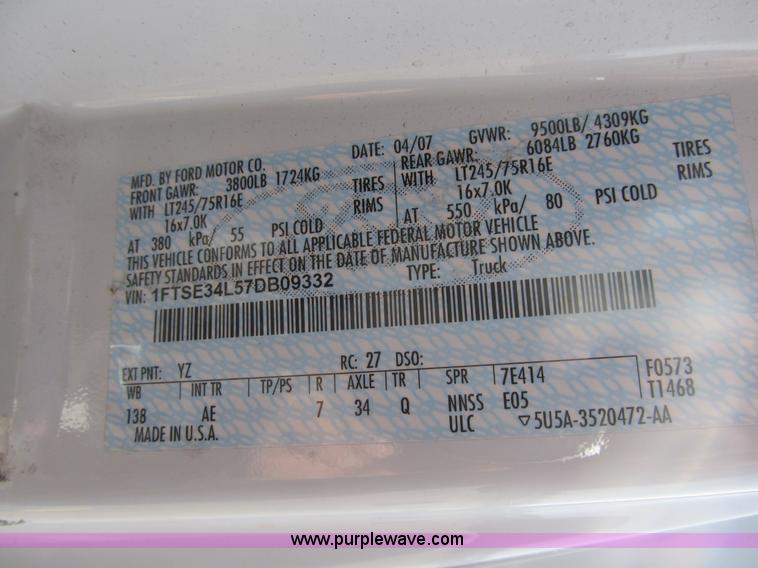 MFD. BY FORD MOTOR CO.
DATE: 04/07 GVWR: 9500LB/ 4309KG
FRONT GAWR: 3800LB 1724KG
REAR GAWR: 6084LB 2760KG
WITH LT245/75R16E TIRES
WITH LT245/75R16E TIRES
16x7.0K RIMS
16x7.0K RIMS
AT 380 kPa/ 55 PSI COLD
AT 550 kPa/ 80 PSI COLD
THIS VEHICLE CONFORMS TO ALL APPLICABLE FEDERAL MOTOR VEHICLE
SAFETY STANDARDS IN EFFECT ON THE DATE OF MANUFACTURE SHOWN ABOVE.
VIN: 1FTSE34L57DB09332 TYPE: Truck
EXT PNT: YZ RC: 27 DSO: F0573
WB INT TR TP/PS R AXLE TR SPR 7E414 T1468
138 AE 7 34 Q NNSS E05
MADE IN U.S.A. ULC ▽5U5A-3520472-AA
www.purplewave.com